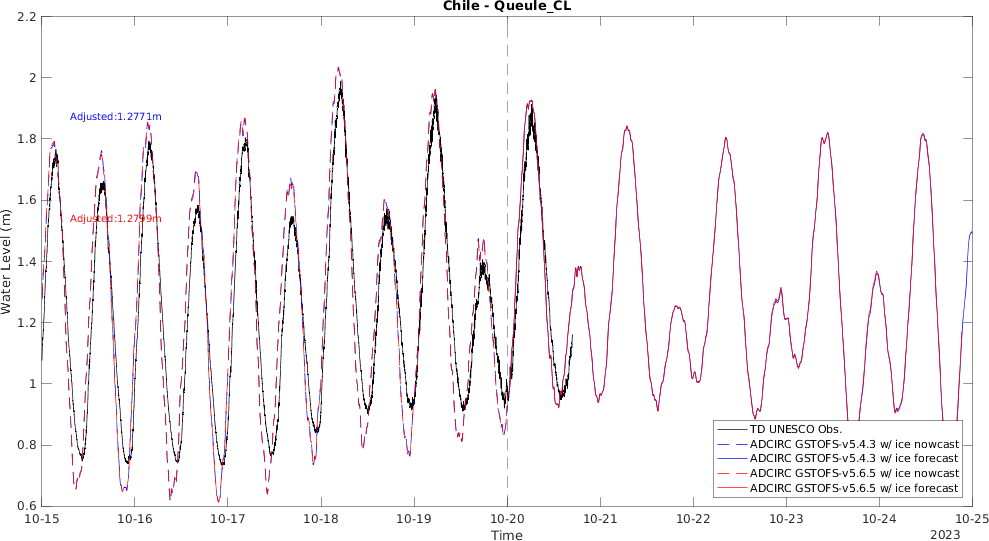 Chile - Queule_CL
2.2
2
1.8
1.6
1.4
1.2
1
0.8
0.6
Water Level (m)
Adjusted:1.2771m
Adjusted:1.2799m
TD UNESCO Obs.
ADCIRC GSTOFS-v5.4.3 w/ ice nowcast
ADCIRC GSTOFS-v5.4.3 w/ ice forecast
ADCIRC GSTOFS-v5.6.5 w/ ice nowcast
ADCIRC GSTOFS-v5.6.5 w/ ice forecast
10-15 10-16 10-17 10-18 10-19 10-20 10-21 10-22 10-23 10-24 10-25
Time
2023